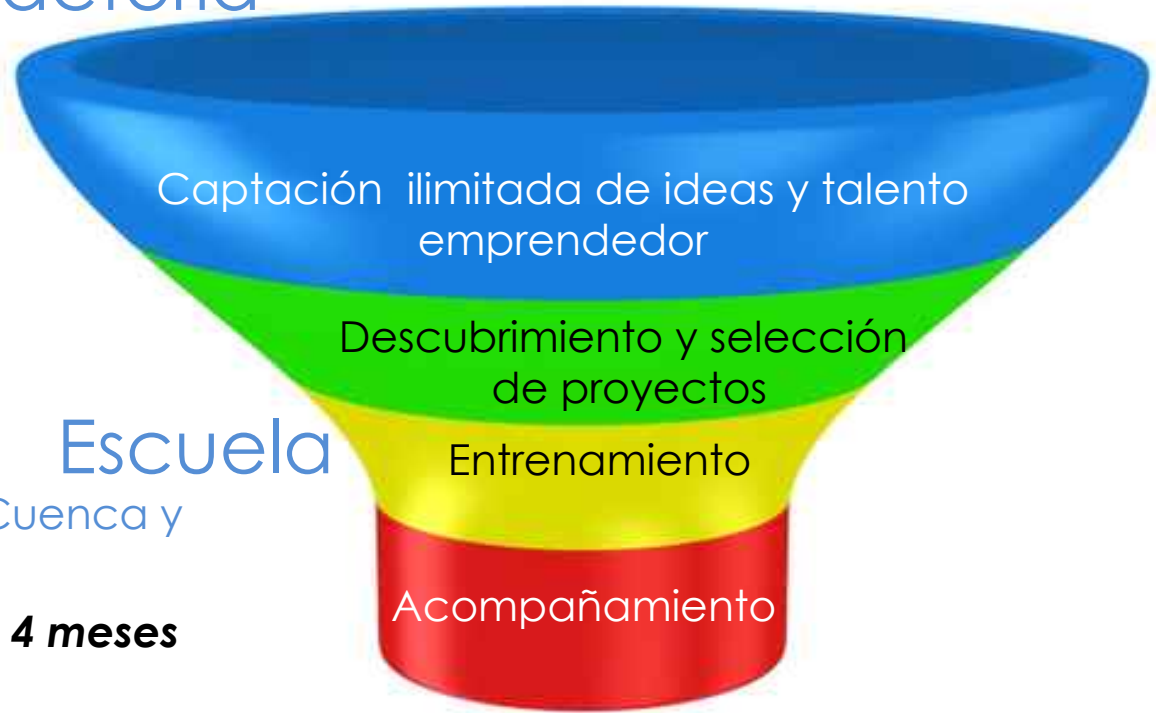 Captación ilimitada de ideas y talento
emprendedor
Descubrimiento y selección
de proyectos
Escuela
Entrenamiento
Cuenca y
Acompañamiento
4 meses